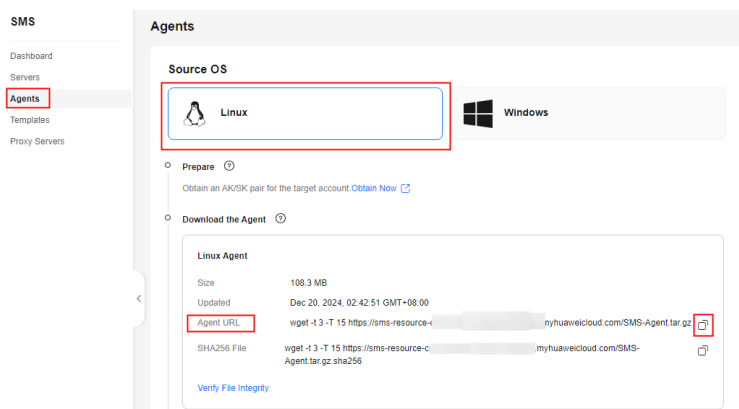 SMS
Dashboard
Servers
Agents
Templates
Proxy Servers
Agents
Source OS
Linux
Windows
Prepare ?
Obtain an AK/SK pair for the target account.Obtain Now
Download the Agent ?
Linux Agent
Size 108.3 MB
Updated Dec 20, 2024, 02:42:51 GMT+08:00
Agent URL wget -t 3 -T 15 https://sms-resource- myhuaweicloud.com/SMS-Agent.tar.gz
SHA256 File wget -t 3 -T 15 https://sms-resource-c .myhuaweicloud.com/SMS-
Agent.tar.gz.sha256
Verify File Integrity